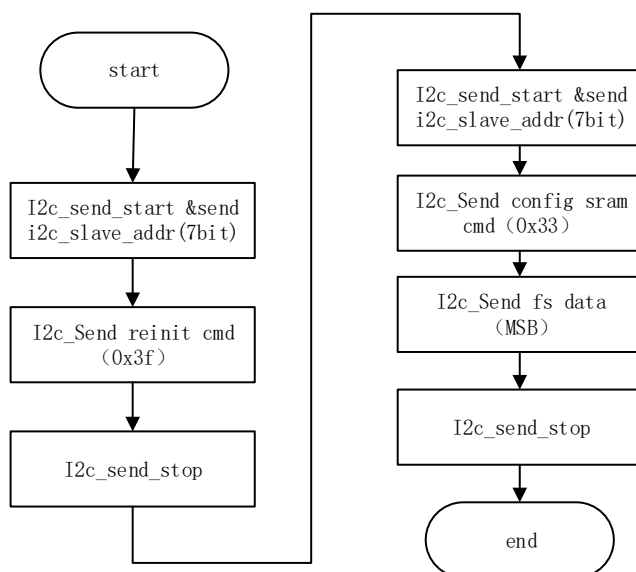 start
I2c_send_start &send
i2c_slave_addr(7bit)
I2c_Send reinit cmd
（0x3f）
I2c_send_stop
I2c_send_start &send
i2c_slave_addr(7bit)
I2c_Send config sram
cmd（0x33）
I2c_Send fs data
（MSB）
I2c_send_stop
end